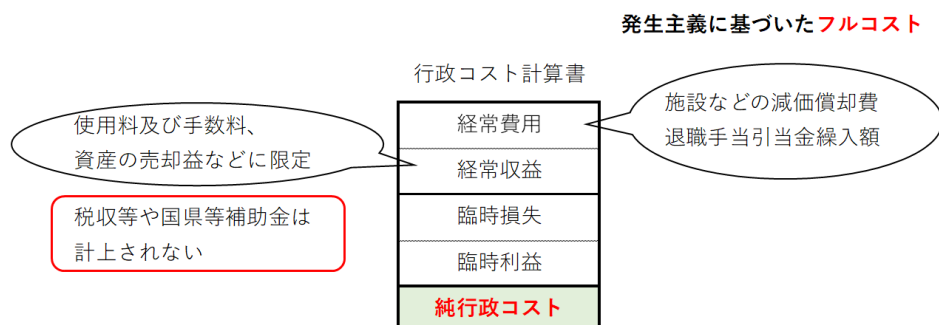 発生主義に基づいたフルコスト
行政コスト計算書
使用料及び手数料、
資産の売却益などに限定
施設などの減価償却費
退職手当引当金繰入額
経常費用
経常収益
臨時損失
臨時利益
純行政コスト
税収等や国県等補助金は
計上されない